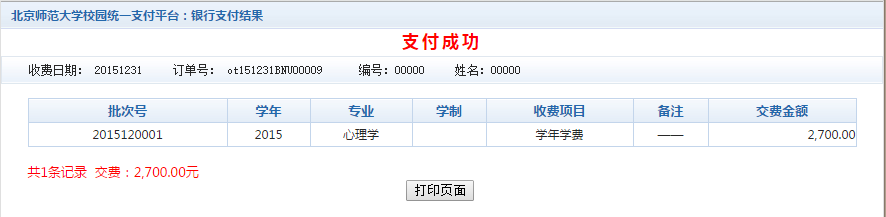 北京师范大学校园统一支付平台：银行支付结果
支付成功
收费日期： 20151231 订单号： ot151231BNU00009 编号：00000 姓名：00000
批次号 学年 专业 学制 收费项目 备注 交费金额
2015120001 2015 心理学 学年学费 —— 2,700.00
共1条记录 交费：2,700.00元
打印页面